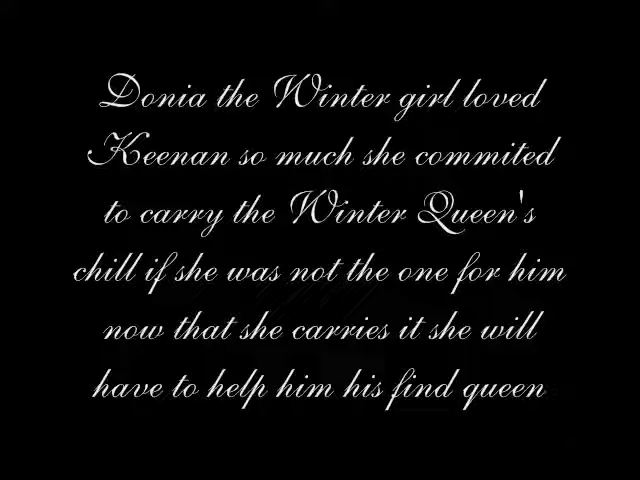 Donia the Winter girl loved
Keenan so much she commited
to carry the Winter Queen's
chill if she was not the one for him
now that she carries it she will
have to help him his find queen